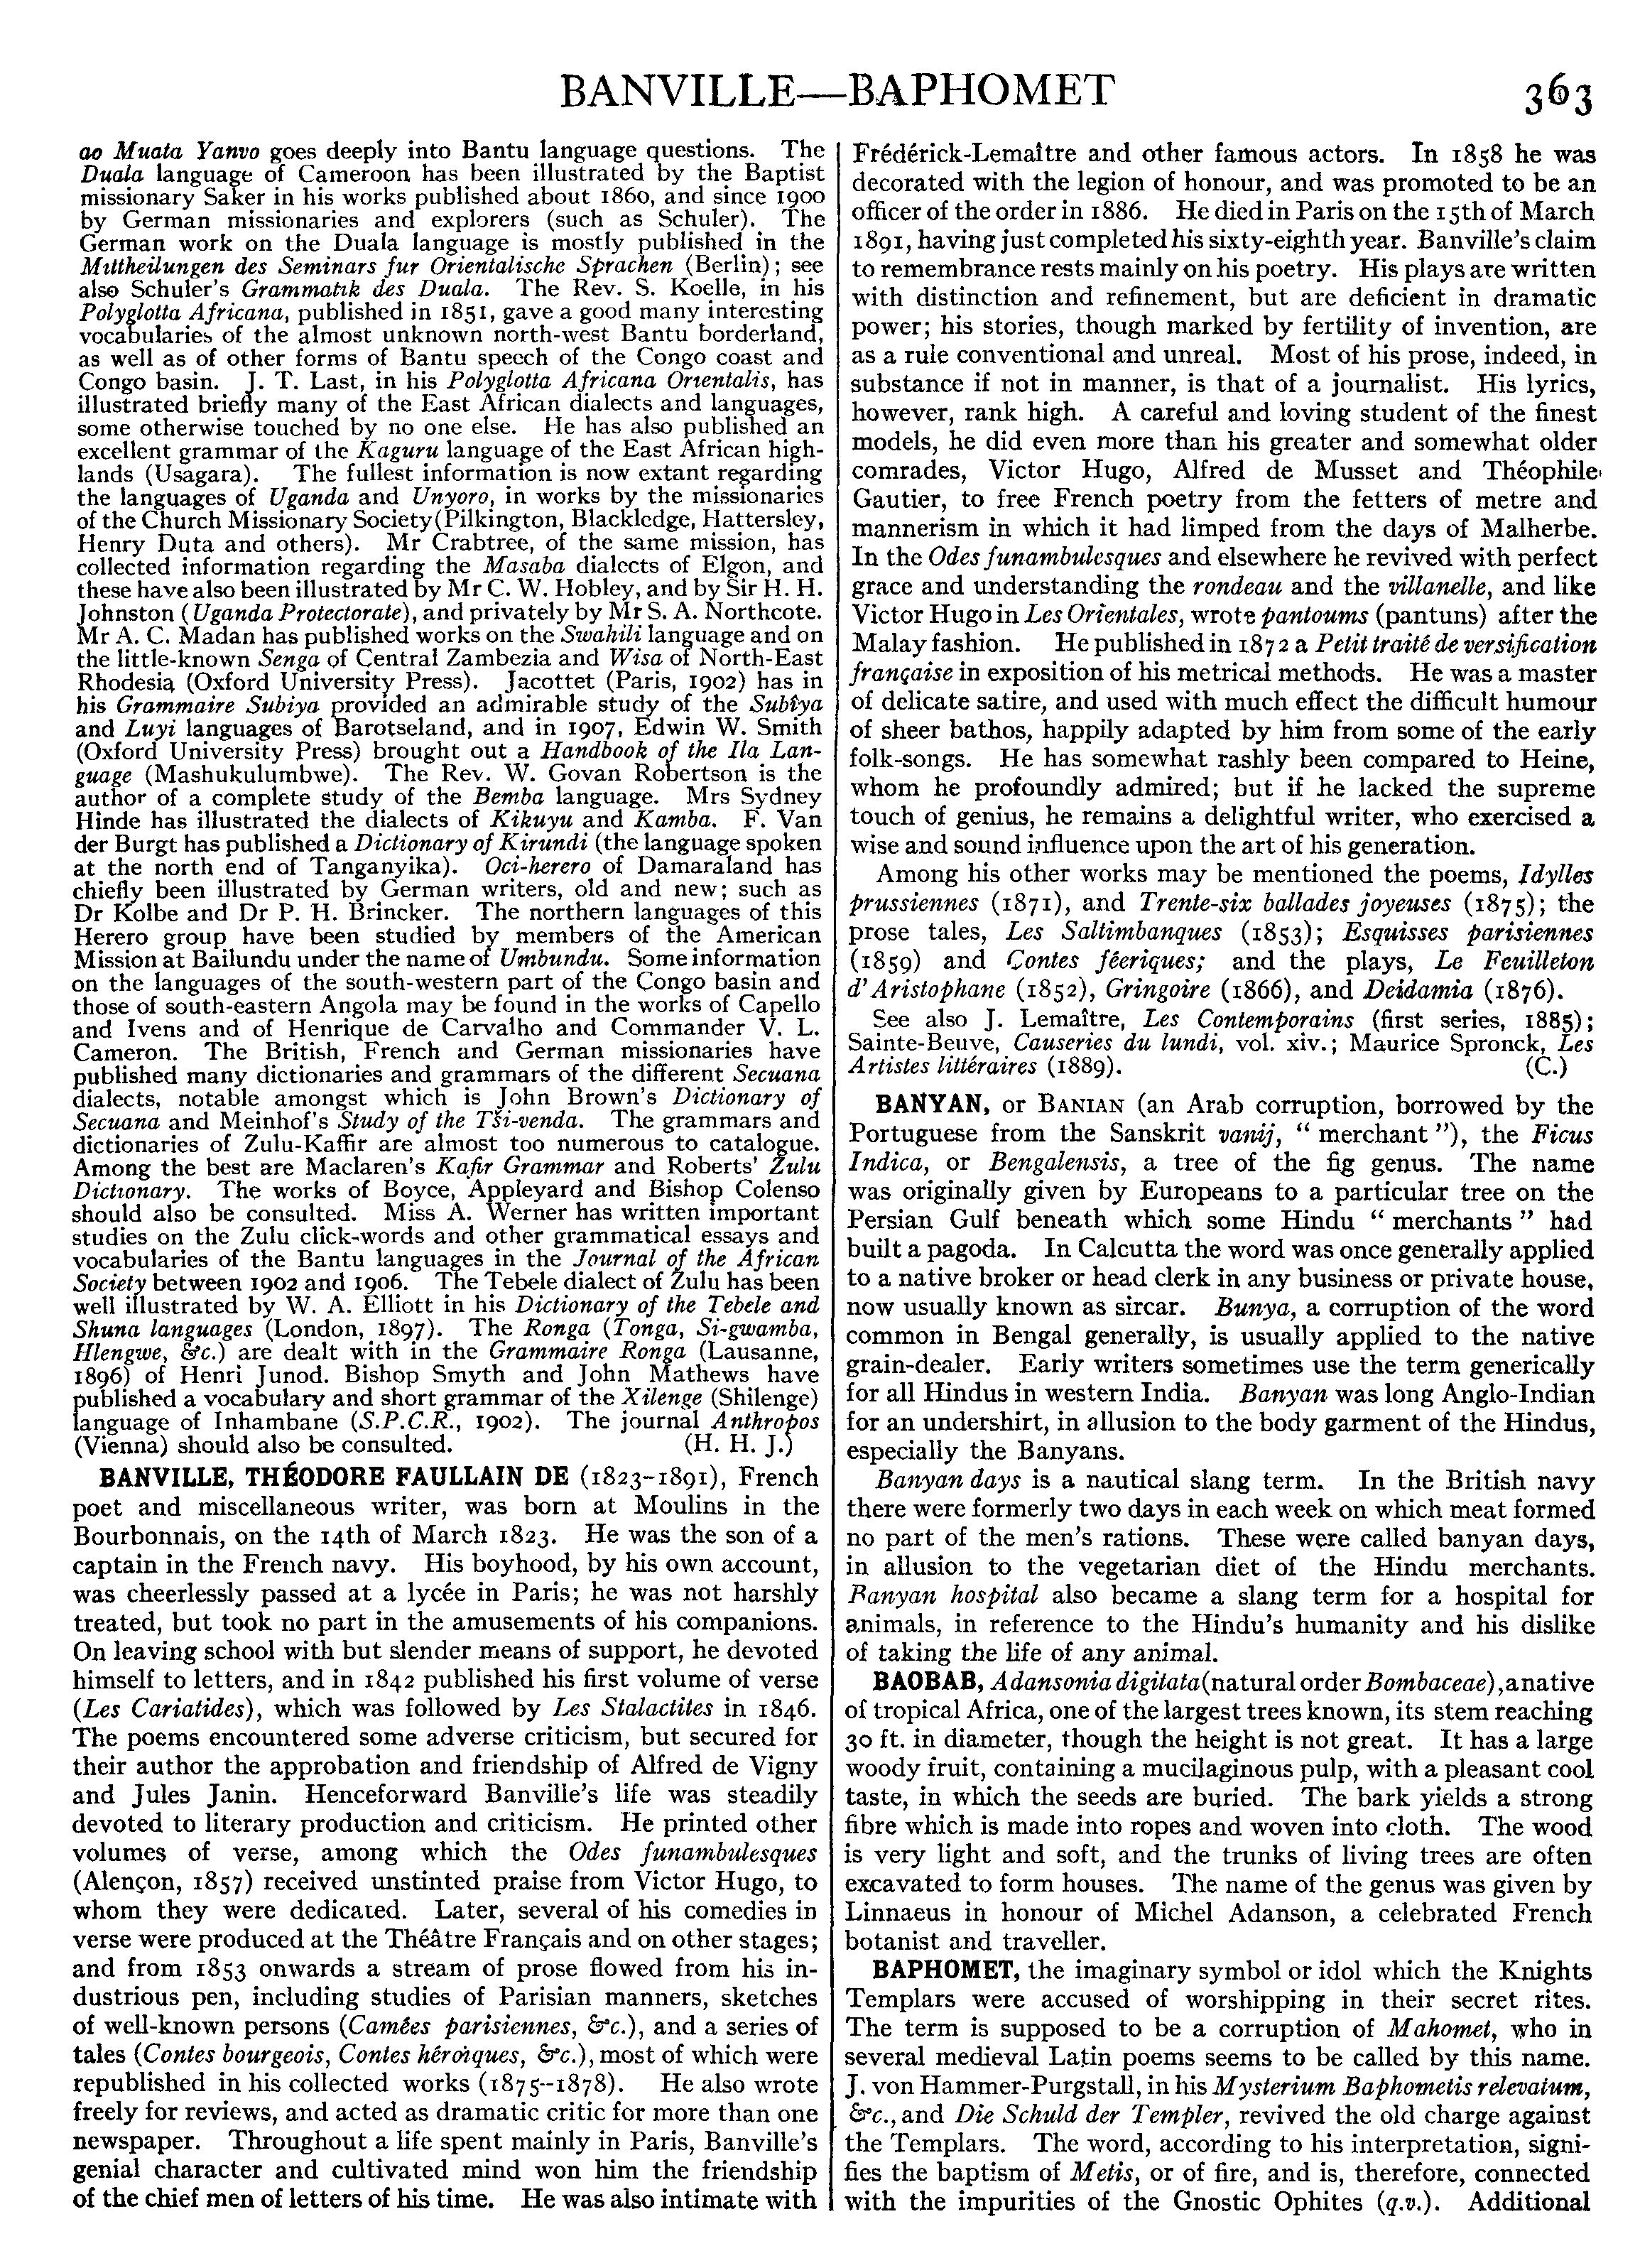 BANVILLE—BAPHOMET
363
ao Muata Yanvo goes deeply into Bantu language questions. The
Duala language of Cameroon has been illustrated by the Baptist
missionary Saker in his works published about 1860, and since 1900
by German missionaries and explorers (such as Schuler). The
German work on the Duala language is mostly published in the
Mittheilungen des Seminars fur Orientalische Sprachen (Berlin); see
also Schuler's Grammatik des Duala. The Rev. S. Koelle, in his
Polyglotta Africana, published in 1851, gave a good many interesting
vocabularies of the almost unknown north-west Bantu borderland,
as well as of other forms of Bantu speech of the Congo coast and
Congo basin. J. T. Last, in his Polyglotta Africana Orientalis, has
illustrated briefly many of the East African dialects and languages,
some otherwise touched by no one else. He has also published an
excellent grammar of the Kaguru language of the East African high-
lands (Usagara). The fullest information is now extant regarding
the languages of Uganda and Unyoro, in works by the missionaries
of the Church Missionary Society (Pilkington, Blackledge, Hattersley,
Henry Duta and others). Mr Crabtree, of the same mission, has
collected information regarding the Masaba dialects of Elgon, and
these have also been illustrated by Mr C. W. Hobley, and by Sir H. H.
Johnston (Uganda Protectorate), and privately by Mr S. A. Northcote.
Mr A. C. Madan has published works on the Swahili language and on
the little-known Senga of Central Zambezia and Wisa of North-East
Rhodesia (Oxford University Press). Jacottet (Paris, 1902) has in
his Grammaire Subiya provided an admirable study of the Subîya
and Luyi languages of Barotseland, and in 1907, Edwin W. Smith
(Oxford University Press) brought out a Handbook of the Ila Lan-
guage (Mashukulumbwe). The Rev. W. Govan Robertson is the
author of a complete study of the Bemba language. Mrs Sydney
Hinde has illustrated the dialects of Kikuyu and Kamba. F. Van
der Burgt has published a Dictionary of Kirundi (the language spoken
at the north end of Tanganyika). Oci-herero of Damaraland has
chiefly been illustrated by German writers, old and new; such as
Dr Kolbe and Dr P. H. Brincker. The northern languages of this
Herero group have been studied by members of the American
Mission at Bailundu under the name of Umbundu. Some information
on the languages of the south-western part of the Congo basin and
those of south-eastern Angola may be found in the works of Capello
and Ivens and of Henrique de Carvalho and Commander V. L.
Cameron. The British, French and German missionaries have
published many dictionaries and grammars of the different Secuana
dialects, notable amongst which is John Brown's Dictionary of
Secuana and Meinhof's Study of the Tši-venda. The grammars and
dictionaries of Zulu-Kaffir are almost too numerous to catalogue.
Among the best are Maclaren's Kafir Grammar and Roberts' Zulu
Dictionary. The works of Boyce, Appleyard and Bishop Colenso
should also be consulted. Miss A. Werner has written important
studies on the Zulu click-words and other grammatical essays and
vocabularies of the Bantu languages in the Journal of the African
Society between 1902 and 1906. The Tebele dialect of Zulu has been
well illustrated by W. A. Elliott in his Dictionary of the Tebele and
Shuna languages (London, 1897). The Ronga (Tonga, Si-gwamba,
Hlengwe, &c.) are dealt with in the Grammaire Ronga (Lausanne,
1896) of Henri Junod. Bishop Smyth and John Mathews have
published a vocabulary and short grammar of the Xilenge (Shilenge)
language of Inhambane (S.P.C.R., 1902). The journal Anthropos
(Vienna) should also be consulted. (H. H. J.)
BANVILLE, THÉODORE FAULLAIN DE (1823-1891), French
poet and miscellaneous writer, was born at Moulins in the
Bourbonnais, on the 14th of March 1823. He was the son of a
captain in the French navy. His boyhood, by his own account,
was cheerlessly passed at a lycée in Paris; he was not harshly
treated, but took no part in the amusements of his companions.
On leaving school with but slender means of support, he devoted
himself to letters, and in 1842 published his first volume of verse
(Les Cariatides), which was followed by Les Stalactites in 1846.
The poems encountered some adverse criticism, but secured for
their author the approbation and friendship of Alfred de Vigny
and Jules Janin. Henceforward Banville's life was steadily
devoted to literary production and criticism. He printed other
volumes of verse, among which the Odes funambulesques
(Alençon, 1857) received unstinted praise from Victor Hugo, to
whom they were dedicated. Later, several of his comedies in
verse were produced at the Théâtre Français and on other stages;
and from 1853 onwards a stream of prose flowed from his in-
dustrious pen, including studies of Parisian manners, sketches
of well-known persons (Camées parisiennes, &c.), and a series of
tales (Contes bourgeois, Contes héroïques, &c.), most of which were
republished in his collected works (1875-1878). He also wrote
freely for reviews, and acted as dramatic critic for more than one
newspaper. Throughout a life spent mainly in Paris, Banville's
genial character and cultivated mind won him the friendship
of the chief men of letters of his time. He was also intimate with
Frédérick-Lemaître and other famous actors. In 1858 he was
decorated with the legion of honour, and was promoted to be an
officer of the order in 1886. He died in Paris on the 15th of March
1891, having just completed his sixty-eighth year. Banville's claim
to remembrance rests mainly on his poetry. His plays are written
with distinction and refinement, but are deficient in dramatic
power; his stories, though marked by fertility of invention, are
as a rule conventional and unreal. Most of his prose, indeed, in
substance if not in manner, is that of a journalist. His lyrics,
however, rank high. A careful and loving student of the finest
models, he did even more than his greater and somewhat older
comrades, Victor Hugo, Alfred de Musset and Théophile
Gautier, to free French poetry from the fetters of metre and
mannerism in which it had limped from the days of Malherbe.
In the Odes funambulesques and elsewhere he revived with perfect
grace and understanding the rondeau and the villanelle, and like
Victor Hugo in Les Orientales, wrote pantoums (pantuns) after the
Malay fashion. He published in 1872 a Petit traité de versification
française in exposition of his metrical methods. He was a master
of delicate satire, and used with much effect the difficult humour
of sheer bathos, happily adapted by him from some of the early
folk-songs. He has somewhat rashly been compared to Heine,
whom he profoundly admired; but if he lacked the supreme
touch of genius, he remains a delightful writer, who exercised a
wise and sound influence upon the art of his generation.
Among his other works may be mentioned the poems, Idylles
prussiennes (1871), and Trente-six ballades joyeuses (1875); the
prose tales, Les Saltimbanques (1853); Esquisses parisiennes
(1859) and Contes féeriques; and the plays, Le Feuilleton
d'Aristophane (1852), Gringoire (1866), and Deidamia (1876).
See also J. Lemaître, Les Contemporains (first series, 1885);
Sainte-Beuve, Causeries du lundi, vol. xiv.; Maurice Spronck, Les
Artistes littéraires (1889). (C.)
BANYAN, or BANIAN (an Arab corruption, borrowed by the
Portuguese from the Sanskrit vanij, "merchant"), the Ficus
Indica, or Bengalensis, a tree of the fig genus. The name
was originally given by Europeans to a particular tree on the
Persian Gulf beneath which some Hindu "merchants" had
built a pagoda. In Calcutta the word was once generally applied
to a native broker or head clerk in any business or private house,
now usually known as sircar. Bunya, a corruption of the word
common in Bengal generally, is usually applied to the native
grain-dealer. Early writers sometimes use the term generically
for all Hindus in western India. Banyan was long Anglo-Indian
for an undershirt, in allusion to the body garment of the Hindus,
especially the Banyans.
Banyan days is a nautical slang term. In the British navy
there were formerly two days in each week on which meat formed
no part of the men's rations. These were called banyan days,
in allusion to the vegetarian diet of the Hindu merchants.
Banyan hospital also became a slang term for a hospital for
animals, in reference to the Hindu's humanity and his dislike
of taking the life of any animal.
BAOBAB, Adansonia digitata (natural order Bombaceae), a native
of tropical Africa, one of the largest trees known, its stem reaching
30 ft. in diameter, though the height is not great. It has a large
woody fruit, containing a mucilaginous pulp, with a pleasant cool
taste, in which the seeds are buried. The bark yields a strong
fibre which is made into ropes and woven into cloth. The wood
is very light and soft, and the trunks of living trees are often
excavated to form houses. The name of the genus was given by
Linnaeus in honour of Michel Adanson, a celebrated French
botanist and traveller.
BAPHOMET, the imaginary symbol or idol which the Knights
Templars were accused of worshipping in their secret rites.
The term is supposed to be a corruption of Mahomet, who in
several medieval Latin poems seems to be called by this name.
J. von Hammer-Purgstall, in his Mysterium Baphometis relevatum,
&c., and Die Schuld der Templer, revived the old charge against
the Templars. The word, according to his interpretation, signi-
fies the baptism of Metis, or of fire, and is, therefore, connected
with the impurities of the Gnostic Ophites (q.v.). Additional